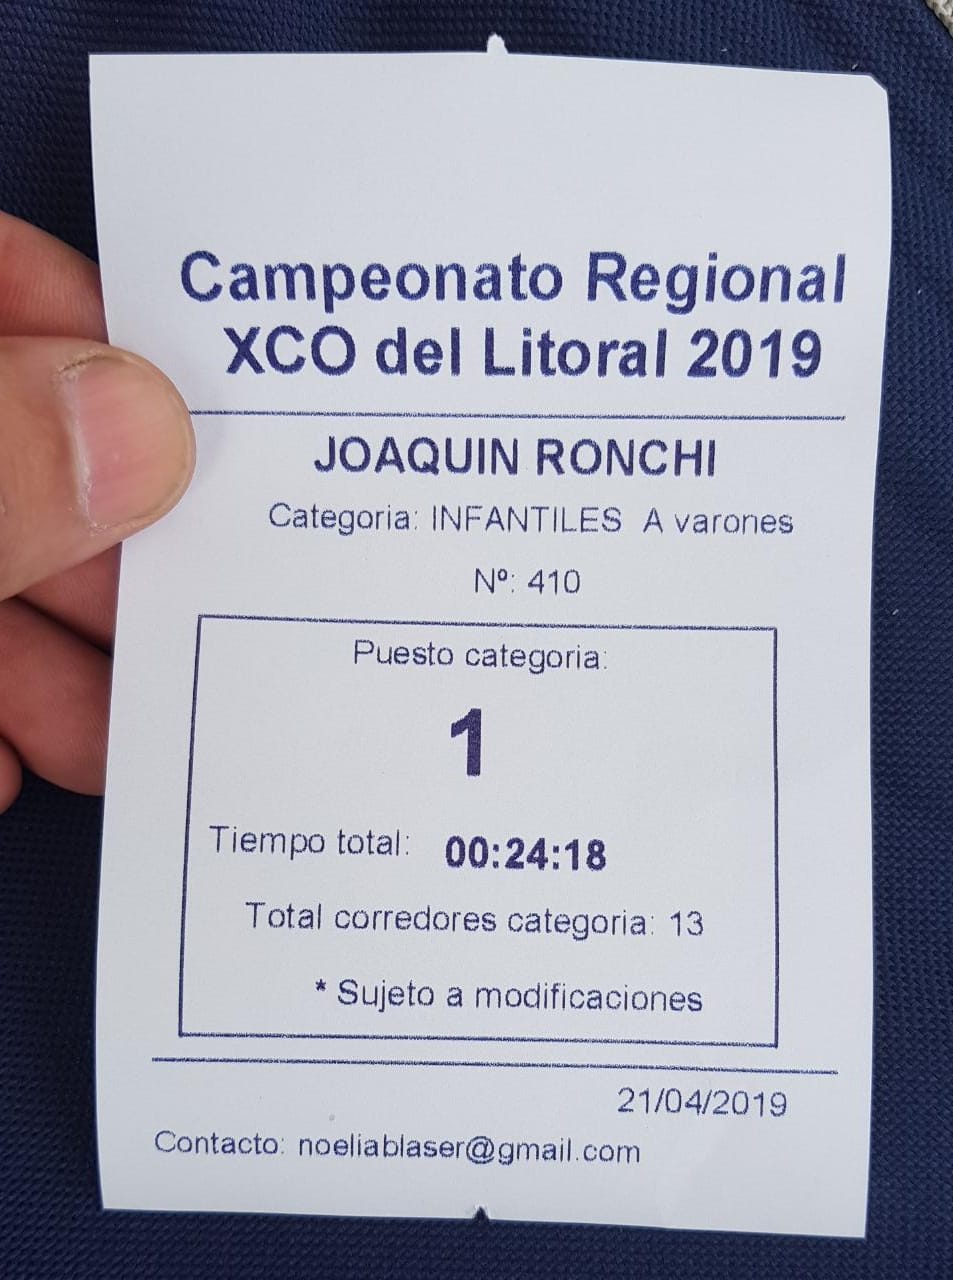 Campeonato Regional
XCO del Litoral 2019
JOAQUIN RONCHI
Categoria: INFANTILES A varones
Nº: 410
Puesto categoria:
1
Tiempo total: 00:24:18
Total corredores categoria: 13
* Sujeto a modificaciones
21/04/2019
Contacto: noeliablaser@gmail.com